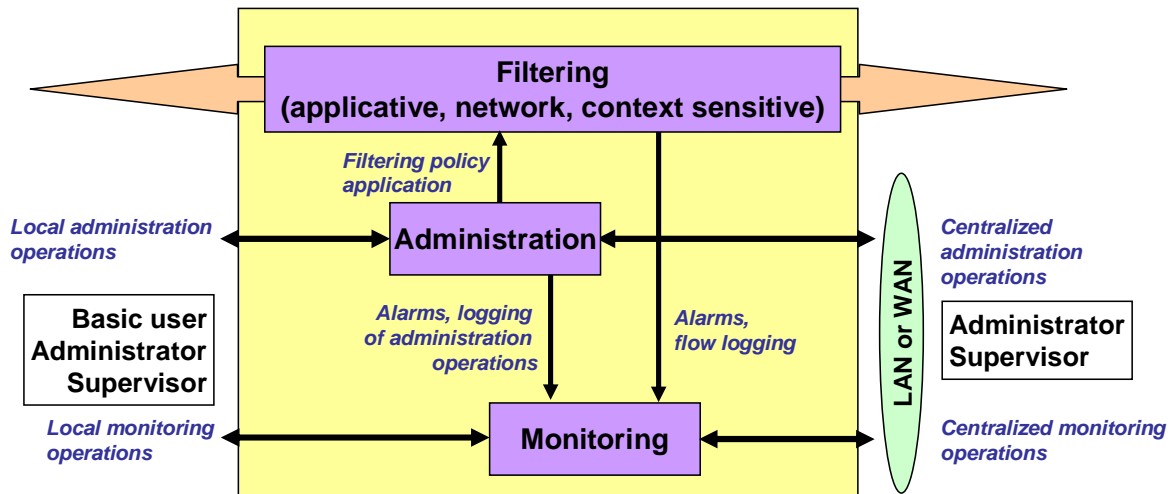 Filtering
(applicative, network, context sensitive)
Filtering policy
application
Local administration
operations
Administration
Centralized
administration
operations
Basic user
Administrator
Supervisor
Alarms, logging
of administration
operations
Alarms,
flow logging
LAN or WAN
Administrator
Supervisor
Local monitoring
operations
Monitoring
Centralized monitoring
operations